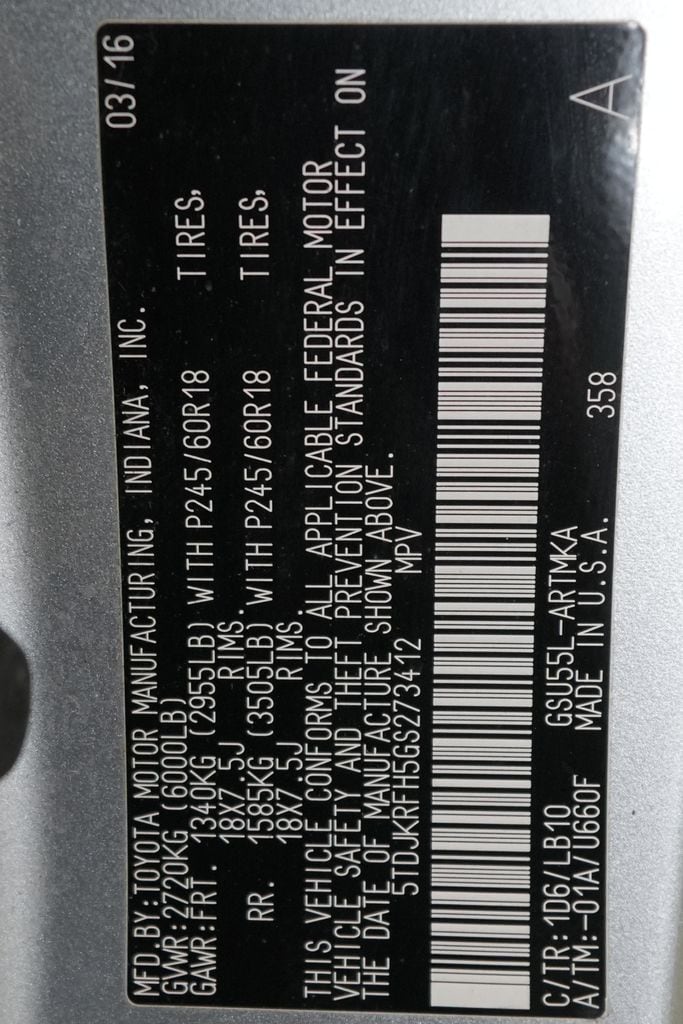 MFD.BY:TOYOTA MOTOR MANUFACTURING, INDIANA, INC. 03/16
GVWR:2720KG (6000LB)
GAWR:FRT. 1340KG (2955LB) WITH P245/60R18 TIRES,
18X7.5J RIMS.
RR. 1585KG (3505LB) WITH P245/60R18 TIRES,
18X7.5J RIMS.
THIS VEHICLE CONFORMS TO ALL APPLICABLE FEDERAL MOTOR
VEHICLE SAFETY AND THEFT PREVENTION STANDARDS IN EFFECT ON
THE DATE OF MANUFACTURE SHOWN ABOVE.
5TDJKRFH5GS273412 MPV
C/TR: 1D6/LB10 GSU55L-ARTMKA
A/TM:-01A/U660F MADE IN U.S.A. 358 A